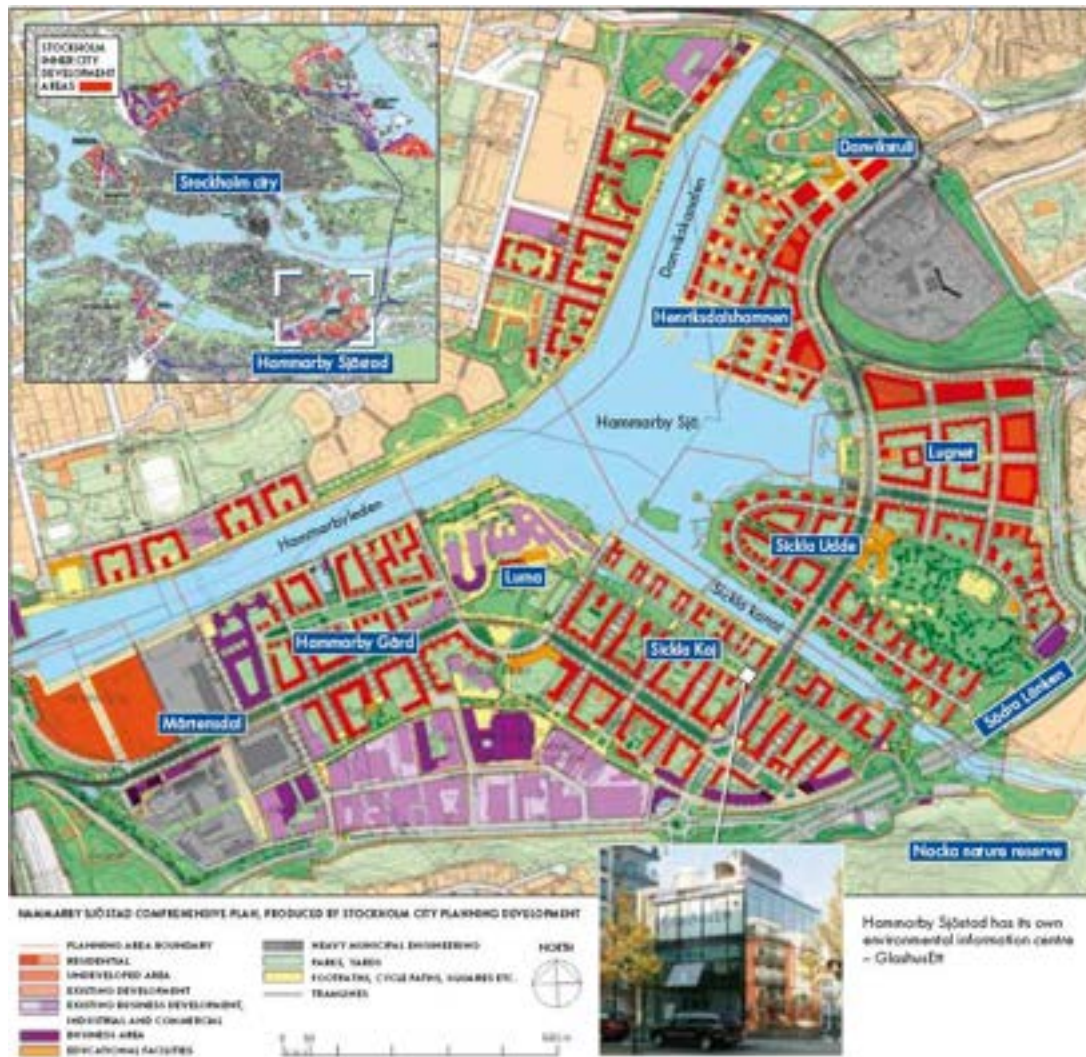 STOCKHOLM
INNER CITY
DEVELOPMENT
AREAS
Stockholm city
Hammarby Sjöstad
Danvikstull
Danvikskanalen
Henriksdalshamnen
Hammarby Sjö
Lugnet
Hammarbyleden
Sickla Udde
Luma
Sickla kanal
Hammarby Gård
Sickla Kaj
Södra Länken
Mårtensdal
Nacka nature reserve
HAMMARBY SJÖSTAD COMPREHENSIVE PLAN, PRODUCED BY STOCKHOLM CITY PLANNING DEVELOPMENT
PLANNING AREA BOUNDARY
RESIDENTIAL
UNDEVELOPED AREA
EXISTING DEVELOPMENT
EXISTING BUSINESS DEVELOPMENT,
INDUSTRIAL AND COMMERCIAL
BUSINESS AREA
EDUCATIONAL FACILITIES
HEAVY MUNICIPAL ENGINEERING
PARKS, YARDS
FOOTPATHS, CYCLE PATHS, SQUARES ETC.
TRAMLINES
NORTH
Hammarby Sjöstad has its own
environmental information centre
– GlashusEtt